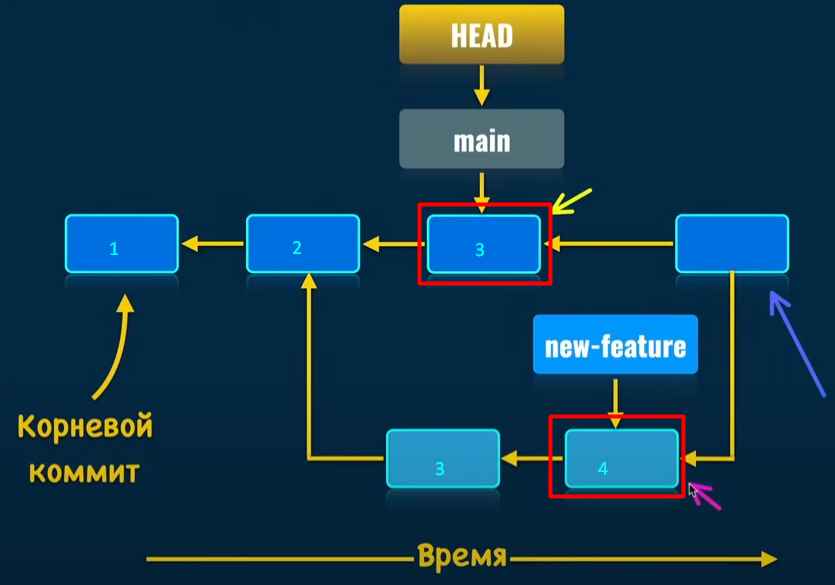 HEAD
main
1
2
3
new-feature
Корневой
коммит
3
4
Время